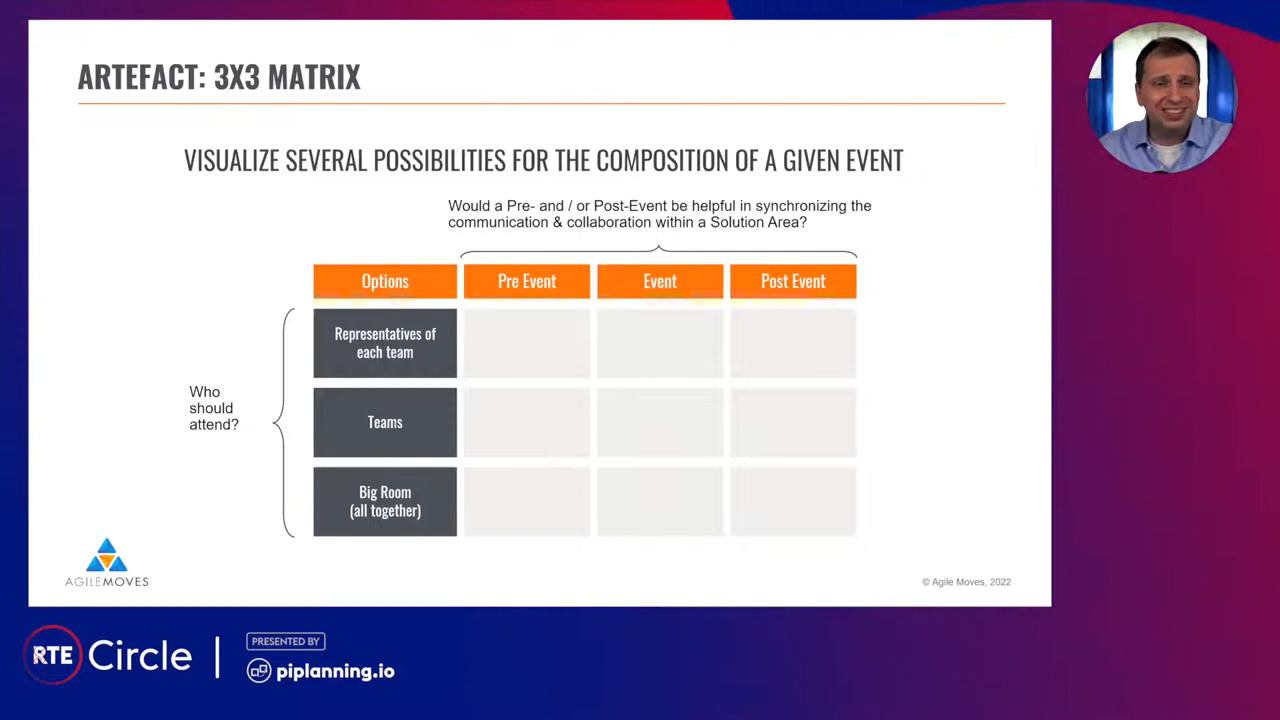 ARTEFACT: 3X3 MATRIX
VISUALIZE SEVERAL POSSIBILITIES FOR THE COMPOSITION OF A GIVEN EVENT
Would a Pre- and / or Post-Event be helpful in synchronizing the
communication & collaboration within a Solution Area?
Options
Pre Event
Event
Post Event
Who
should
attend?
Representatives of
each team
Teams
Big Room
(all together)
AGILEMOVES
© Agile Moves, 2022
RTE Circle
PRESENTED BY
piplanning.io